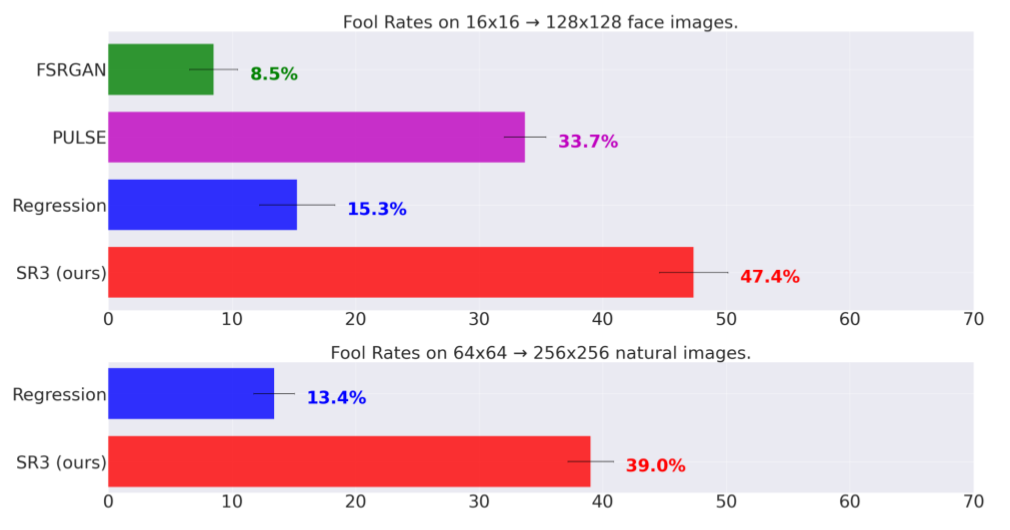 Fool Rates on 16x16 → 128x128 face images.
FSRGAN 8.5%
PULSE 33.7%
Regression 15.3%
SR3 (ours) 47.4%
0 10 20 30 40 50 60 70
Fool Rates on 64x64 → 256x256 natural images.
Regression 13.4%
SR3 (ours) 39.0%
0 10 20 30 40 50 60 70